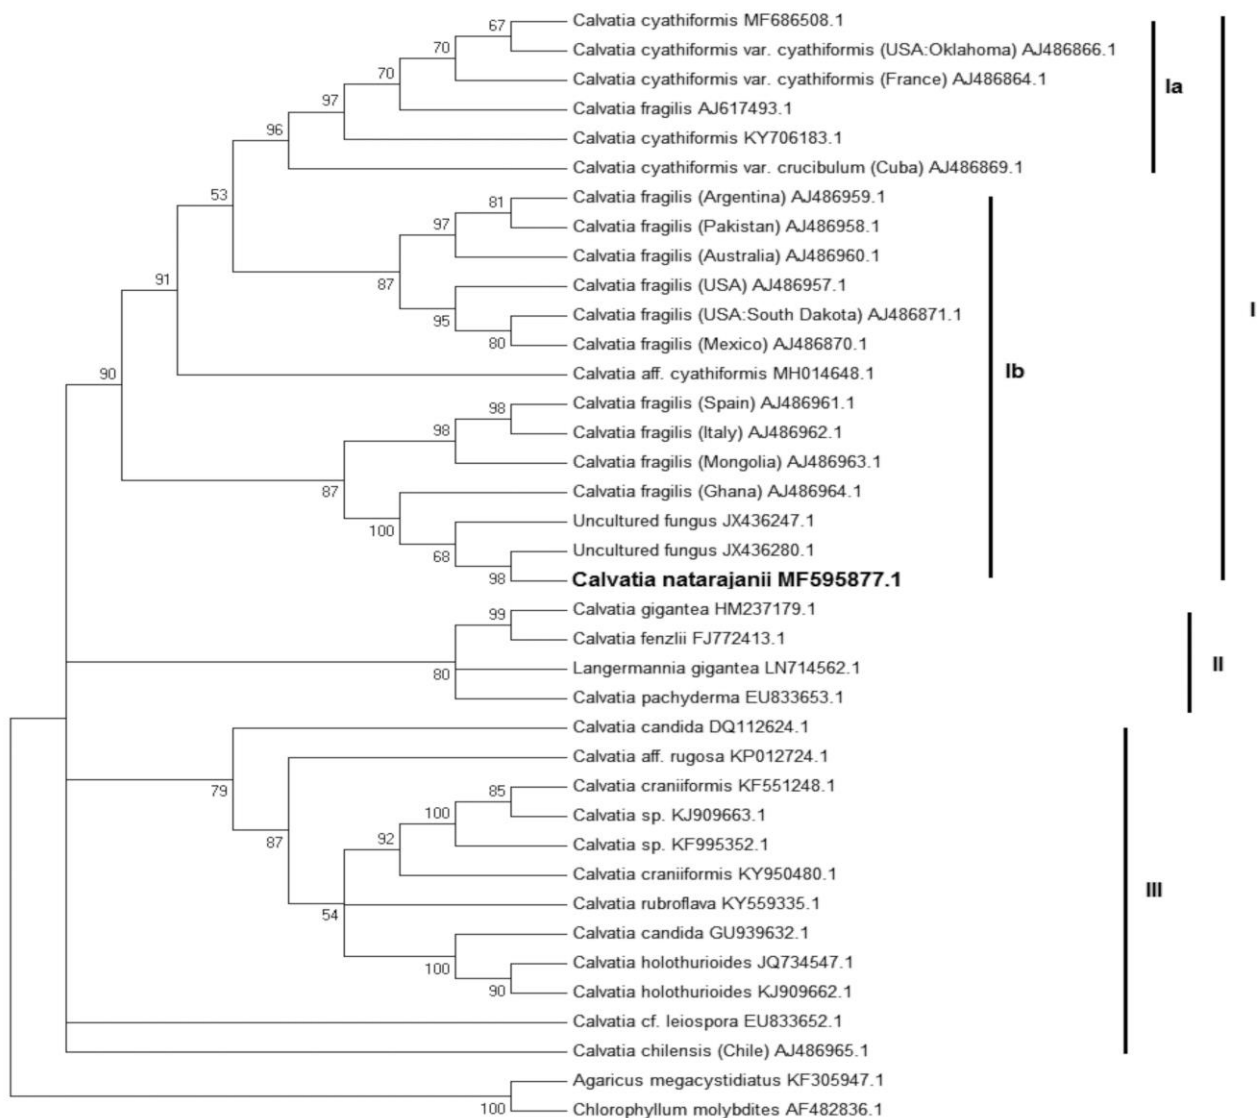 67
Calvatia cyathiformis MF686508.1
70
Calvatia cyathiformis var. cyathiformis (USA:Oklahoma) AJ486866.1
70
Calvatia cyathiformis var. cyathiformis (France) AJ486864.1
Ia
97
Calvatia fragilis AJ617493.1
96
Calvatia cyathiformis KY706183.1
Calvatia cyathiformis var. crucibulum (Cuba) AJ486869.1
53
81
Calvatia fragilis (Argentina) AJ486959.1
97
Calvatia fragilis (Pakistan) AJ486958.1
Calvatia fragilis (Australia) AJ486960.1
91
87
Calvatia fragilis (USA) AJ486957.1
95
Calvatia fragilis (USA:South Dakota) AJ486871.1
I
80
Calvatia fragilis (Mexico) AJ486870.1
90
Calvatia aff. cyathiformis MH014648.1
Ib
98
Calvatia fragilis (Spain) AJ486961.1
98
Calvatia fragilis (Italy) AJ486962.1
Calvatia fragilis (Mongolia) AJ486963.1
87
Calvatia fragilis (Ghana) AJ486964.1
100
Uncultured fungus JX436247.1
68
Uncultured fungus JX436280.1
98
Calvatia natarajanii MF595877.1
99
Calvatia gigantea HM237179.1
Calvatia fenzlii FJ772413.1
80
Langermannia gigantea LN714562.1
II
Calvatia pachyderma EU833653.1
Calvatia candida DQ112624.1
79
Calvatia aff. rugosa KP012724.1
85
Calvatia craniiformis KF551248.1
100
Calvatia sp. KJ909663.1
87
92
Calvatia sp. KF995352.1
Calvatia craniiformis KY950480.1
III
54
Calvatia rubroflava KY559335.1
Calvatia candida GU939632.1
100
Calvatia holothurioides JQ734547.1
90
Calvatia holothurioides KJ909662.1
Calvatia cf. leiospora EU833652.1
Calvatia chilensis (Chile) AJ486965.1
Agaricus megacystidiatus KF305947.1
100
Chlorophyllum molybdites AF482836.1